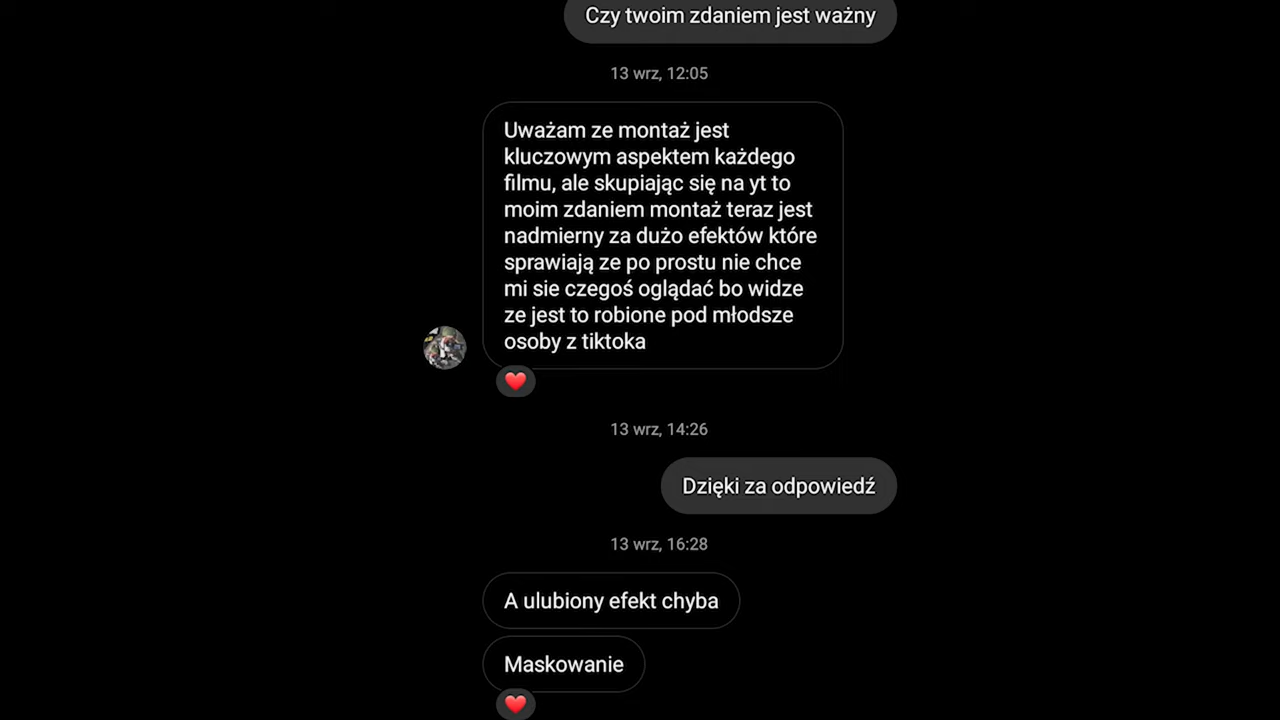 Czy twoim zdaniem jest ważny
13 wrz, 12:05
Uważam ze montaż jest
kluczowym aspektem każdego
filmu, ale skupiając się na yt to
moim zdaniem montaż teraz jest
nadmierny za dużo efektów które
sprawiają ze po prostu nie chce
mi sie czegoś oglądać bo widze
ze jest to robione pod młodsze
osoby z tiktoka
13 wrz, 14:26
Dzięki za odpowiedź
13 wrz, 16:28
A ulubiony efekt chyba
Maskowanie